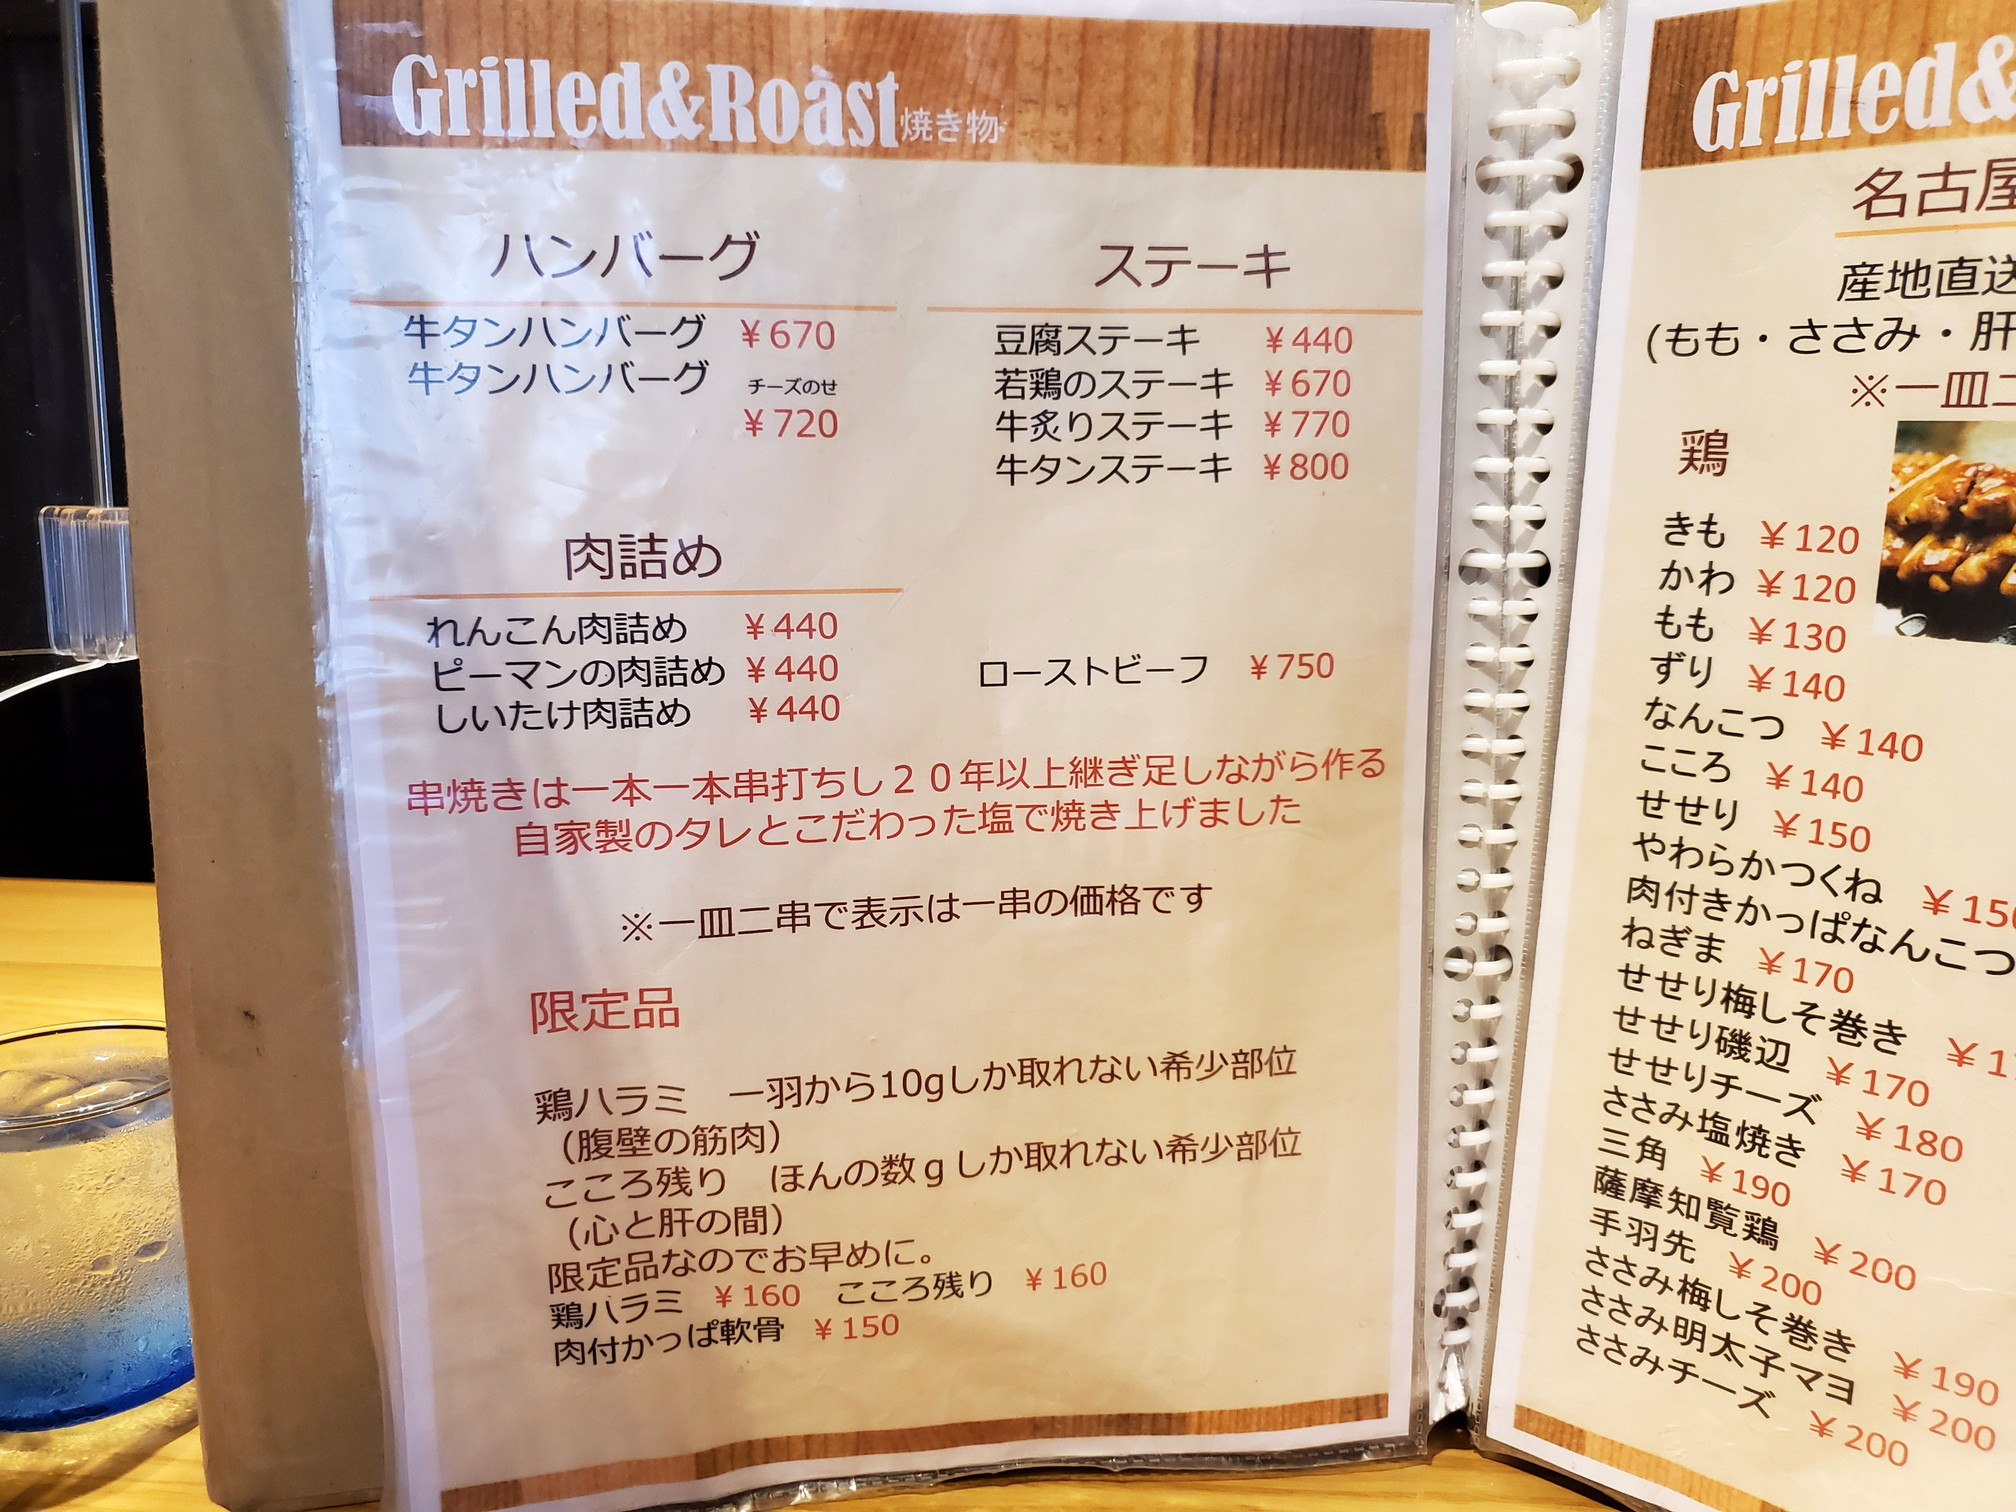 Grilled&Roast焼き物
ハンバーグ
牛タンハンバーグ ￥670
牛タンハンバーグ チーズのせ
￥720
ステーキ
豆腐ステーキ ￥440
若鶏のステーキ ￥670
牛炙りステーキ ￥770
牛タンステーキ ￥800
肉詰め
れんこん肉詰め ￥440
ピーマンの肉詰め ￥440
しいたけ肉詰め ￥440
ローストビーフ ￥750
串焼きは一本一本串打ちし２０年以上継ぎ足しながら作る
自家製のタレとこだわった塩で焼き上げました
※一皿二串で表示は一串の価格です
限定品
鶏ハラミ 一羽から10gしか取れない希少部位
（腹壁の筋肉）
こころ残り ほんの数ｇしか取れない希少部位
（心と肝の間）
限定品なのでお早めに。
鶏ハラミ ￥160 こころ残り ￥160
肉付かっぱ軟骨 ￥150
Grilled&
名古屋
産地直送
(もも・ささみ・肝
※一皿二
鶏
きも ￥120
かわ ￥120
もも ￥130
ずり ￥140
なんこつ ￥140
こころ ￥140
せせり ￥150
やわらかつくね ￥150
肉付きかっぱなんこつ
ねぎま ￥170
せせり梅しそ巻き
せせり磯辺 ￥170
せせりチーズ ￥180
ささみ塩焼き ￥170
三角 ￥190
薩摩知覧鶏 ￥200
手羽先 ￥200
ささみ梅しそ巻き ￥190
ささみ明太子マヨ ￥200
ささみチーズ ￥200